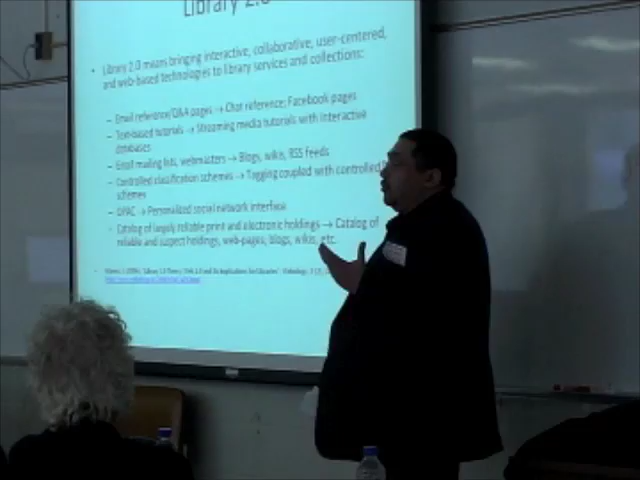 Library 2.0
• Library 2.0 means bringing interactive, collaborative, user-centered,
and web-based technologies to library services and collections:
– Email reference/Q&A pages → Chat reference; Facebook pages
– Text-based tutorials → Streaming media tutorials with interactive
databases
– Email mailing lists, webmasters → Blogs, wikis, RSS feeds
– Controlled classification schemes → Tagging coupled with controlled
schemes
– OPAC → Personalized social network interface
– Catalog of largely reliable print and electronic holdings → Catalog of
reliable and suspect holdings, web-pages, blogs, wikis, etc.